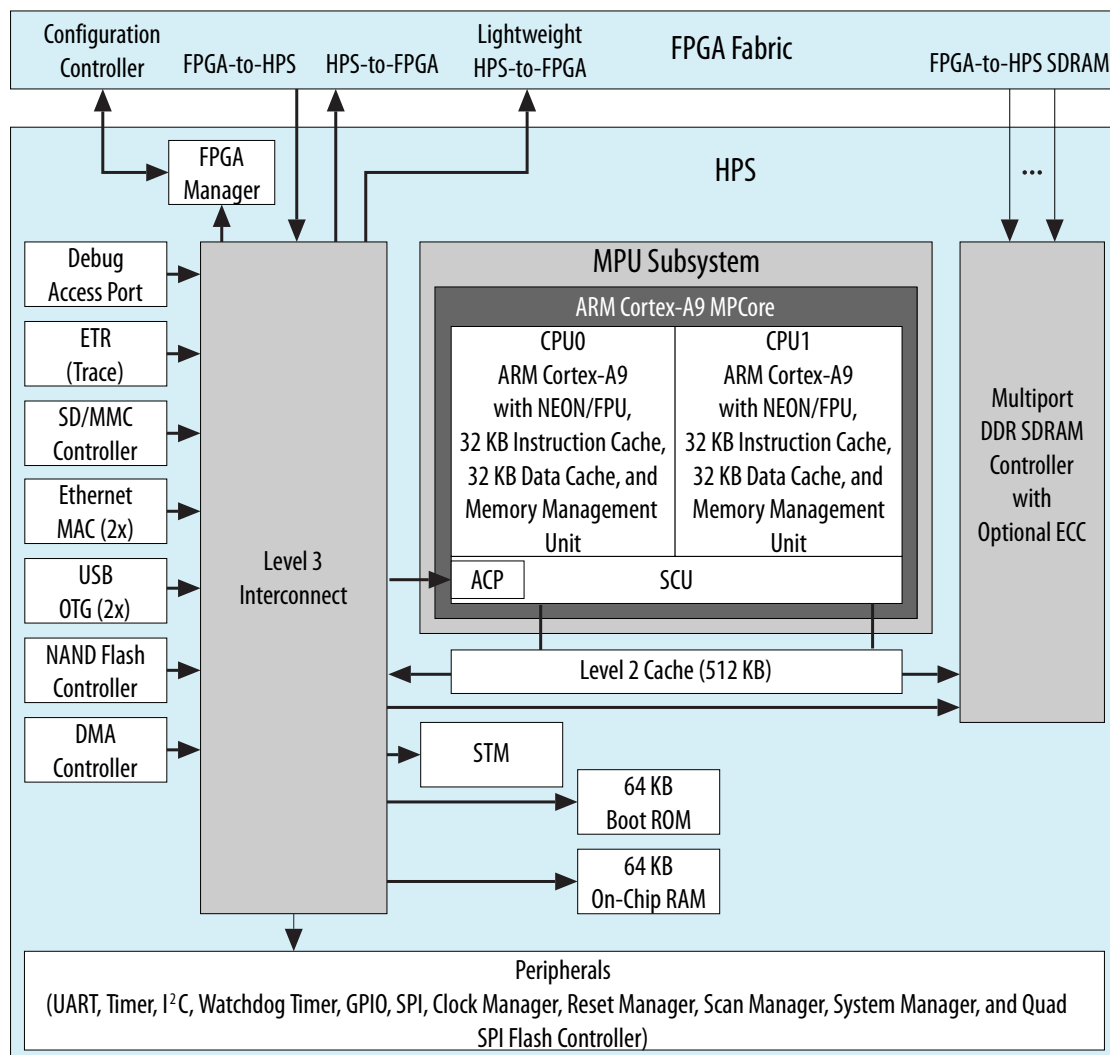 Configuration
Controller
FPGA-to-HPS
HPS-to-FPGA
Lightweight
HPS-to-FPGA
FPGA Fabric
FPGA-to-HPS SDRAM
FPGA
Manager
HPS
...
Debug
Access Port
ETR
(Trace)
SD/MMC
Controller
Ethernet
MAC (2x)
USB
OTG (2x)
NAND Flash
Controller
DMA
Controller
Level 3
Interconnect
MPU Subsystem
ARM Cortex-A9 MPCore
CPU0
ARM Cortex-A9
with NEON/FPU,
32 KB Instruction Cache,
32 KB Data Cache, and
Memory Management
Unit
CPU1
ARM Cortex-A9
with NEON/FPU,
32 KB Instruction Cache,
32 KB Data Cache, and
Memory Management
Unit
ACP
SCU
Level 2 Cache (512 KB)
Multiport
DDR SDRAM
Controller
with
Optional ECC
STM
64 KB
Boot ROM
64 KB
On-Chip RAM
Peripherals
(UART, Timer, I²C, Watchdog Timer, GPIO, SPI, Clock Manager, Reset Manager, Scan Manager, System Manager, and Quad
SPI Flash Controller)